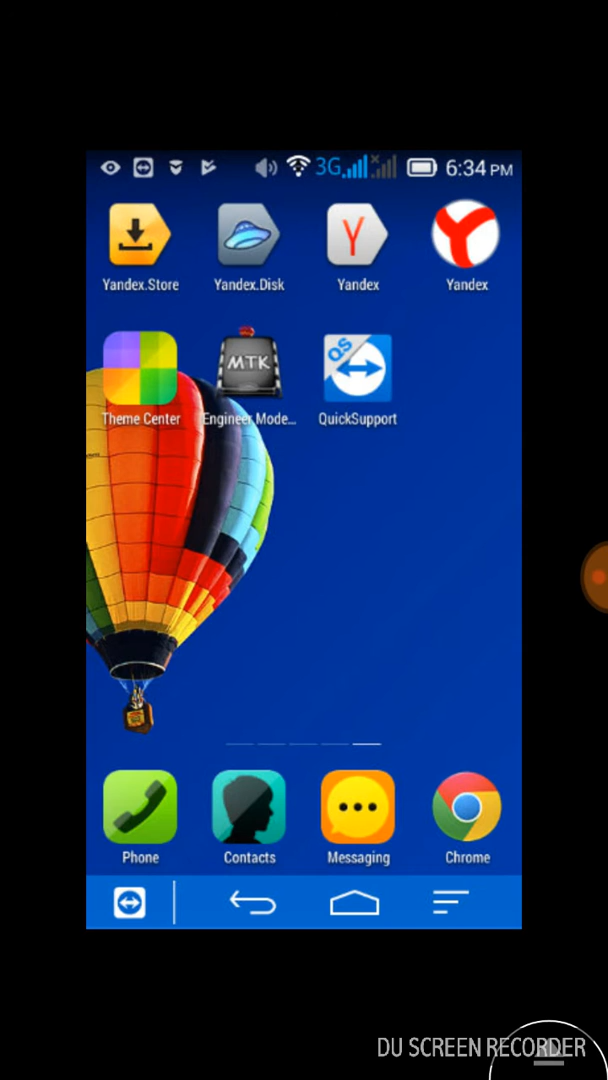 3G 6:34 PM
Yandex.Store Yandex.Disk Yandex Yandex
QS
MTK
Theme Center Engineer Mode... QuickSupport
Phone Contacts Messaging Chrome
DU SCREEN RECORDER